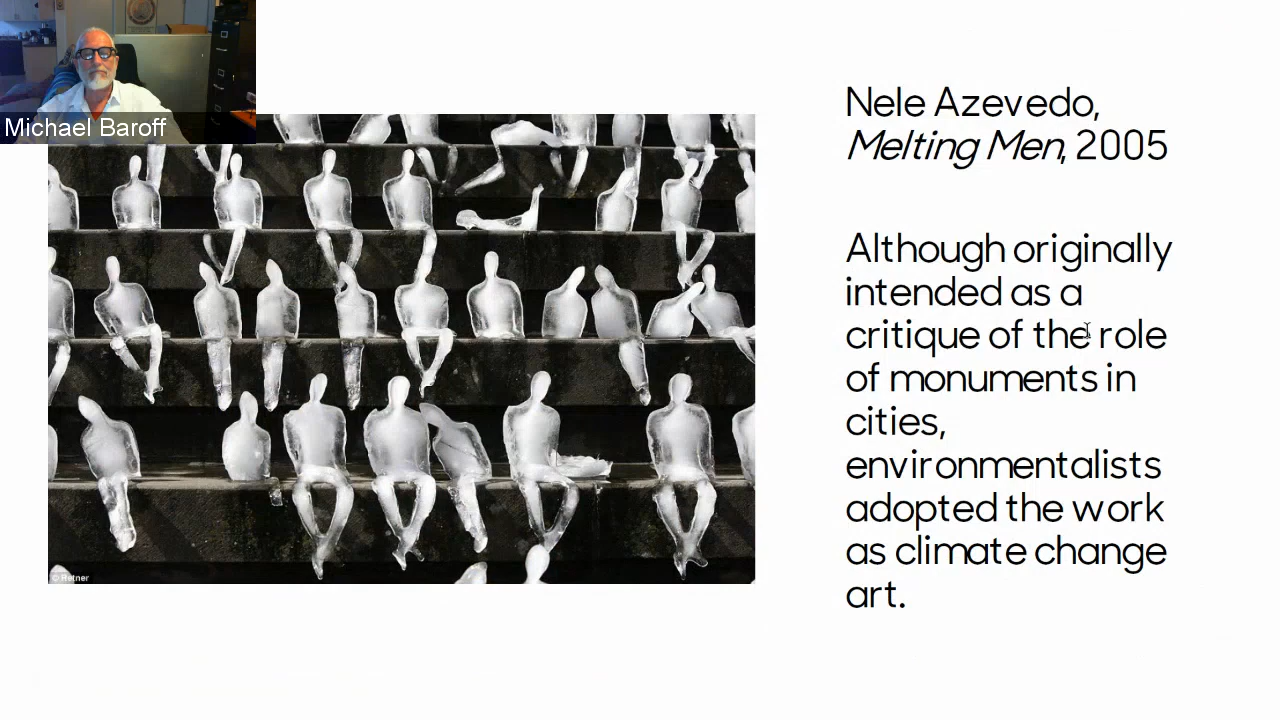 Michael Baroff
Nele Azevedo,
Melting Men, 2005
Although originally
intended as a
critique of the role
of monuments in
cities,
environmentalists
adopted the work
as climate change
art.